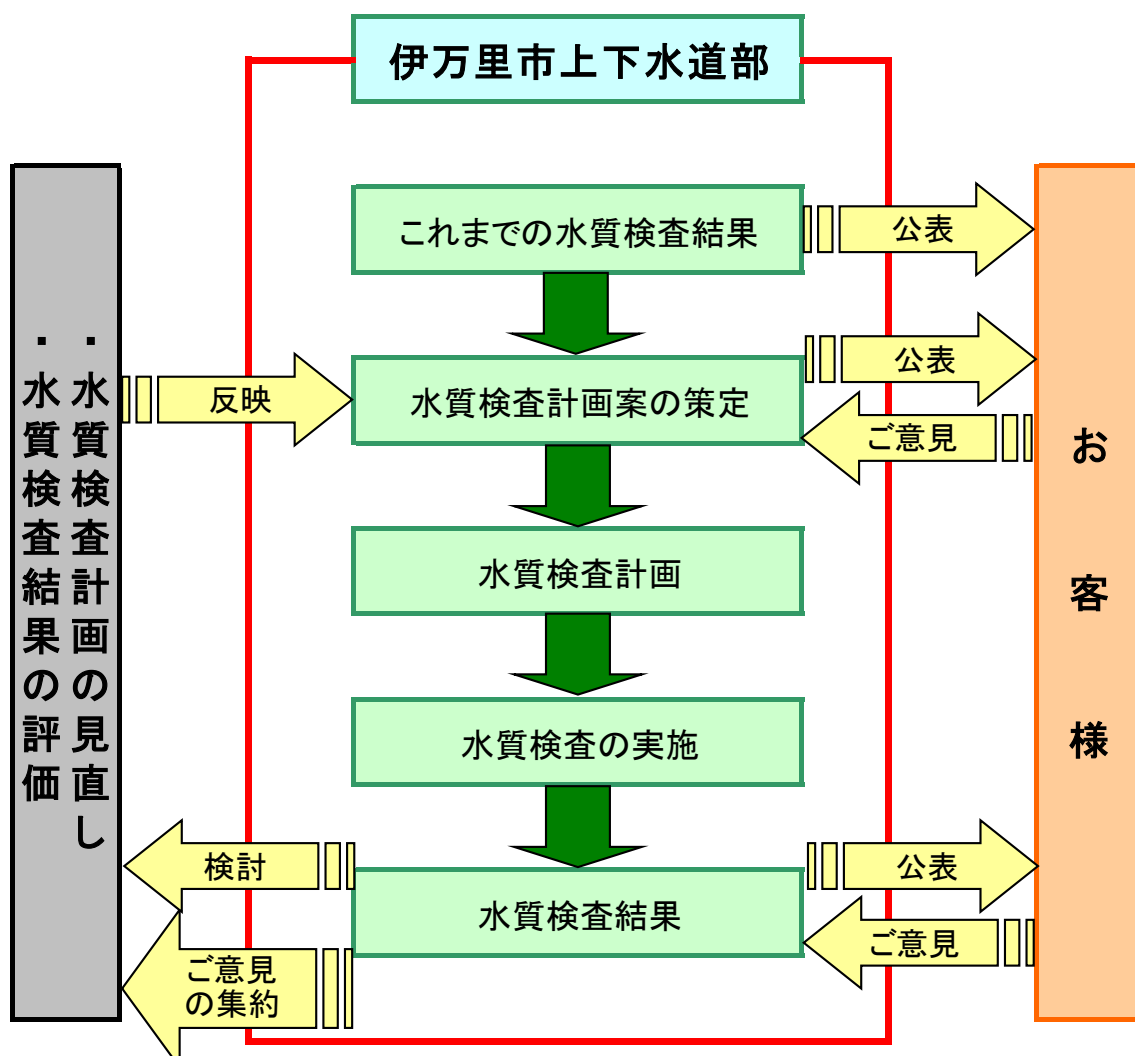 伊万里市上下水道部
これまでの水質検査結果
公表
水質検査計画案の策定
公表
ご意見
反映
水質検査計画
水質検査の実施
水質検査結果
公表
ご意見
検討
ご意見
の集約
・水質検査計画の見直し
・水質検査結果の評価
お客様